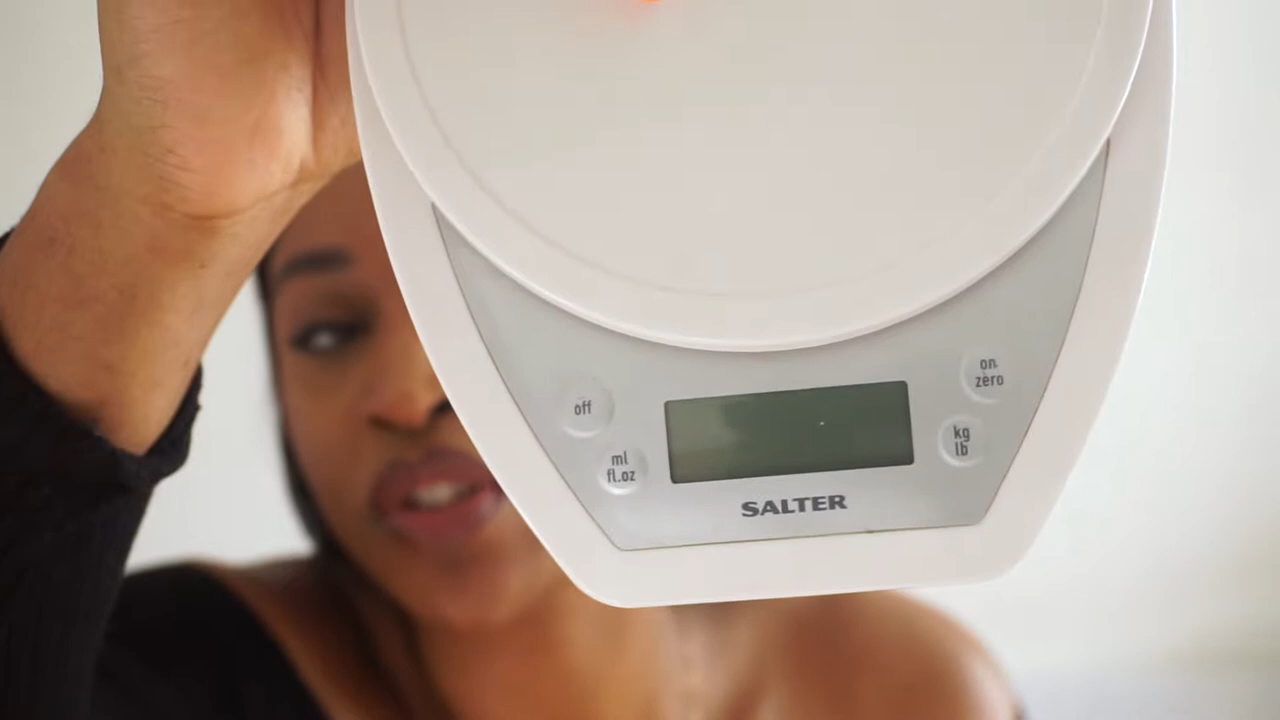 off
ml
fl.oz
on
zero
kg
lb
SALTER